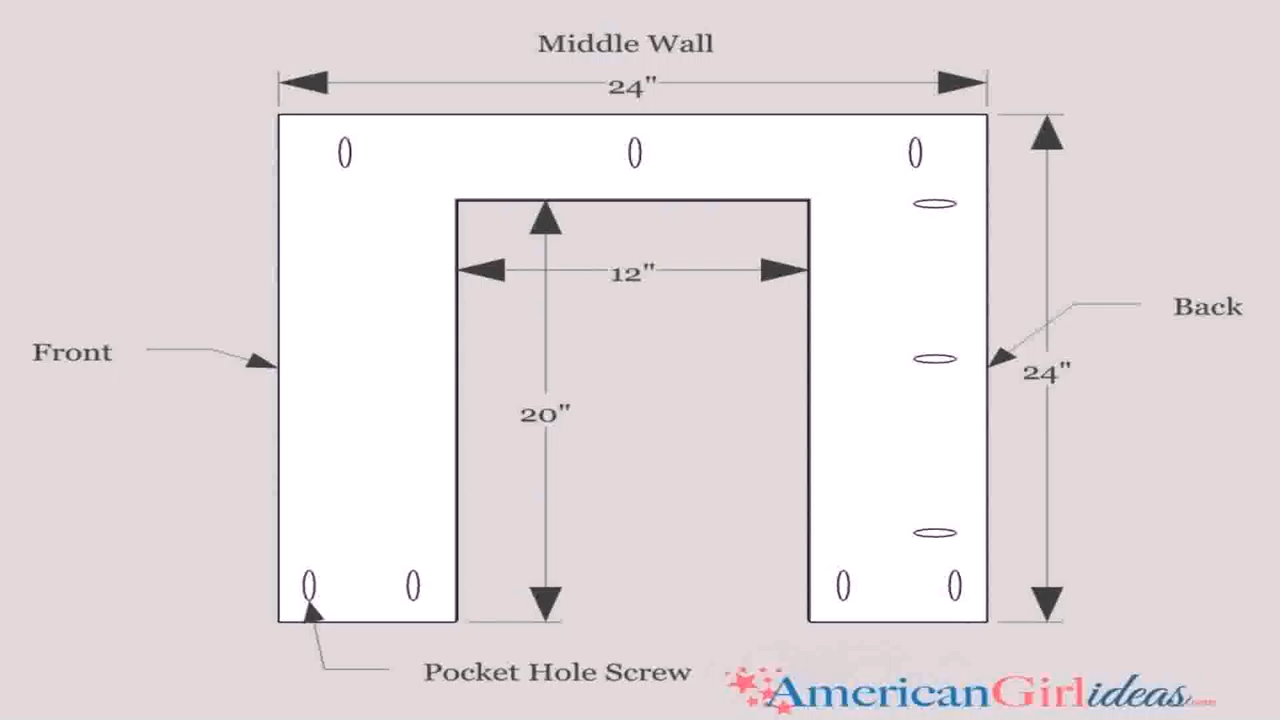 Middle Wall
24"
12"
Back
Front
24"
20"
Pocket Hole Screw
AmericanGirlideas